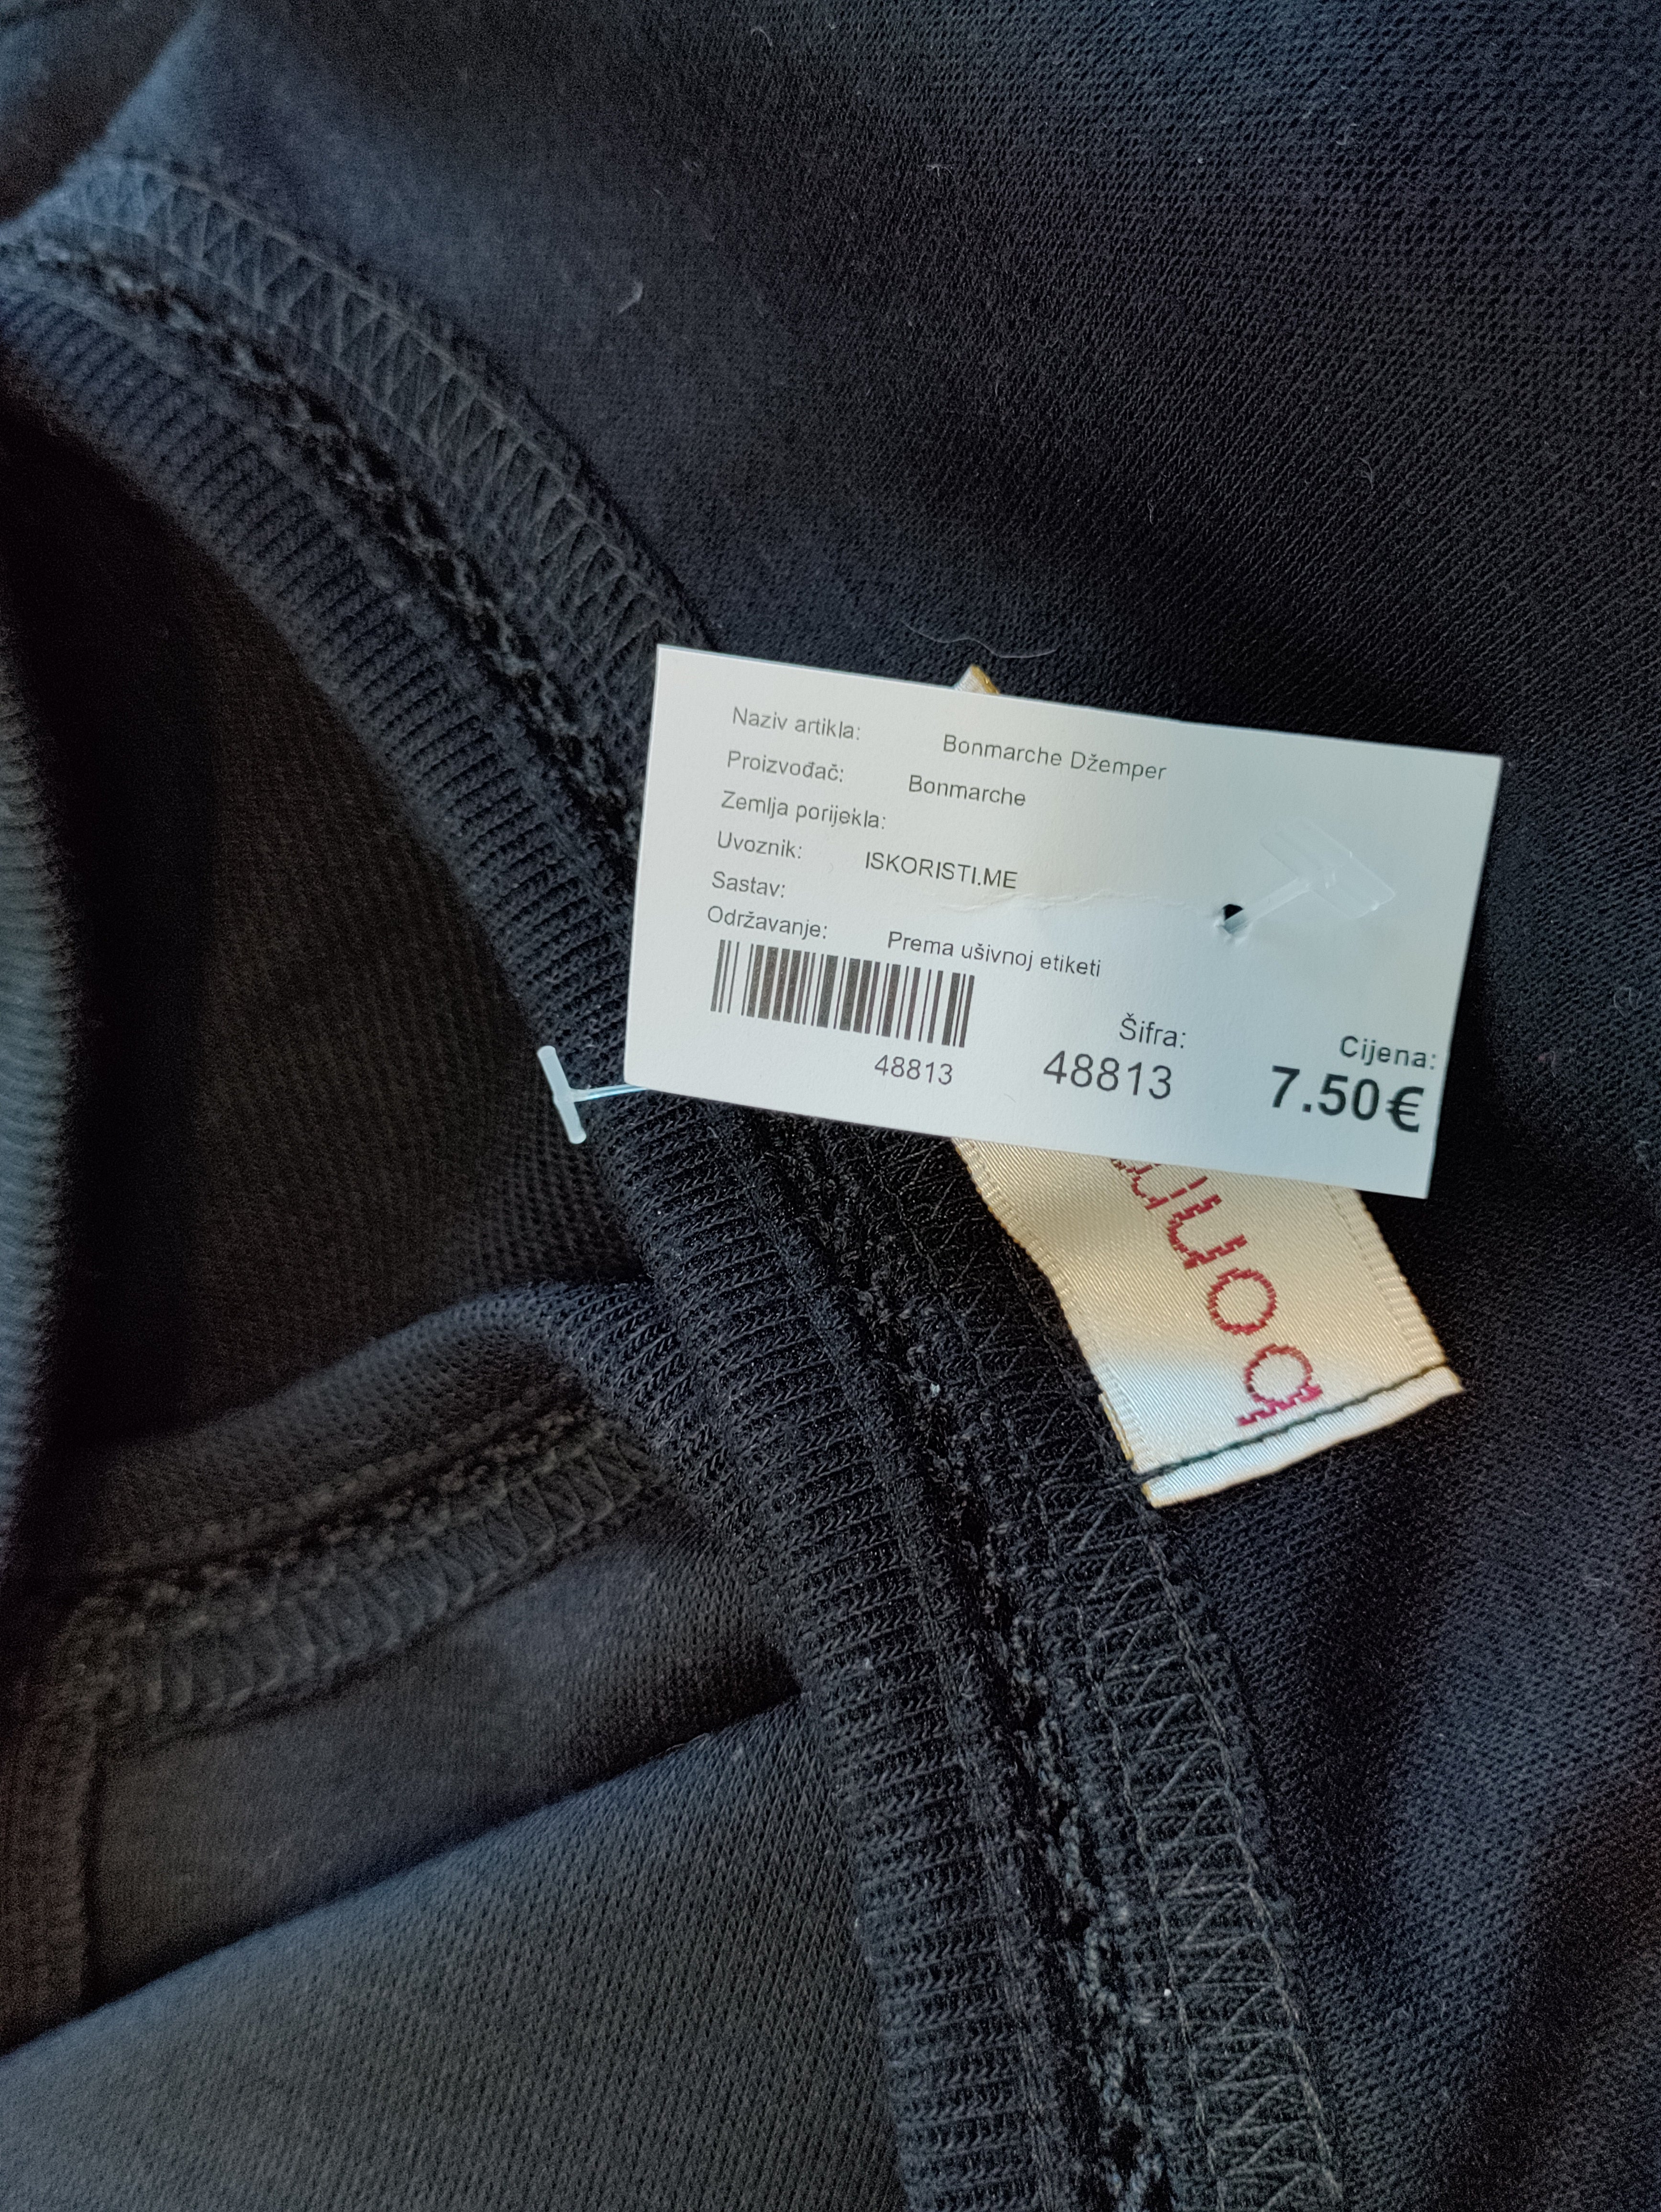 Naziv artikla: Bonmarche Džemper
Proizvođač: Bonmarche
Zemlja porijekla:
Uvoznik: ISKORISTI.ME
Sastav:
Održavanje: Prema ušivnoj etiketi
48813
Šifra:
48813
Cijena:
7.50€